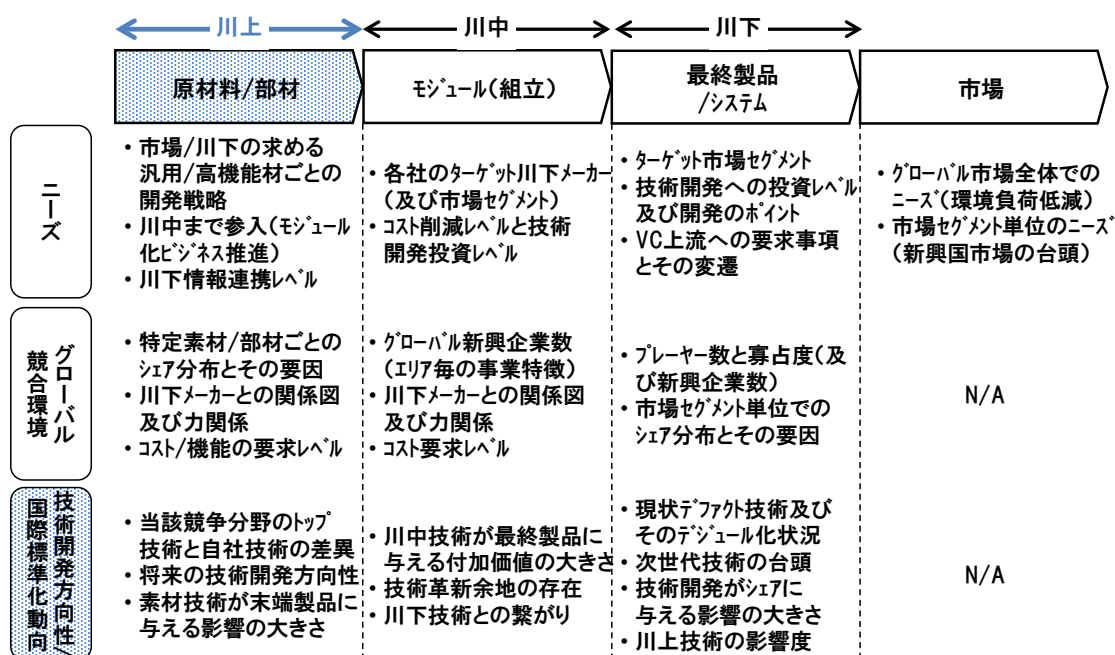 川上
川中
川下
原材料/部材
ﾓｼﾞｭｰﾙ(組立)
最終製品
/ｼｽﾃﾑ
市場
ニーズ
・市場/川下の求める
汎用/高機能材ごとの
開発戦略
・川中まで参入(ﾓｼﾞｭｰﾙ
化ﾋﾞｼﾞﾈｽ推進)
・川下情報連携ﾚﾍﾞﾙ
・各社のﾀｰｹﾞｯﾄ川下ﾒｰｶｰ
(及び市場ｾｸﾞﾒﾝﾄ)
・ｺｽﾄ削減ﾚﾍﾞﾙと技術
開発投資ﾚﾍﾞﾙ
・ﾀｰｹﾞｯﾄ市場ｾｸﾞﾒﾝﾄ
・技術開発への投資ﾚﾍﾞﾙ
及び開発のﾎﾟｲﾝﾄ
・VC上流への要求事項
とその変遷
・ｸﾞﾛｰﾊﾞﾙ市場全体での
ﾆｰｽﾞ(環境負荷低減)
・市場ｾｸﾞﾒﾝﾄ単位のﾆｰｽﾞ
(新興国市場の台頭)
グローバル
競合環境
・特定素材/部材ごとの
ｼｪｱ分布とその要因
・川下ﾒｰｶｰとの関係図
及び力関係
・ｺｽﾄ/機能の要求ﾚﾍﾞﾙ
・ｸﾞﾛｰﾊﾞﾙ新興企業数
(ｴﾘｱ毎の事業特徴)
・川下ﾒｰｶｰとの関係図
及び力関係
・ｺｽﾄ要求ﾚﾍﾞﾙ
・ﾌﾟﾚｰﾔｰ数と寡占度(及
び新興企業数)
・市場ｾｸﾞﾒﾝﾄ単位での
ｼｪｱ分布とその要因
N/A
技術開発方向性/
国際標準化動向
・当該競争分野のトップ
技術と自社技術の差異
・将来の技術開発方向性
・素材技術が末端製品に
与える影響の大きさ
・川中技術が最終製品に
与える付加価値の大きさ
・技術革新余地の存在
・川下技術との繋がり
・現状ﾃﾞﾌｧｸﾄ技術及び
そのﾃﾞｼﾞｭｰﾙ化状況
・次世代技術の台頭
・技術開発がｼｪｱに
与える影響の大きさ
・川上技術の影響度
N/A